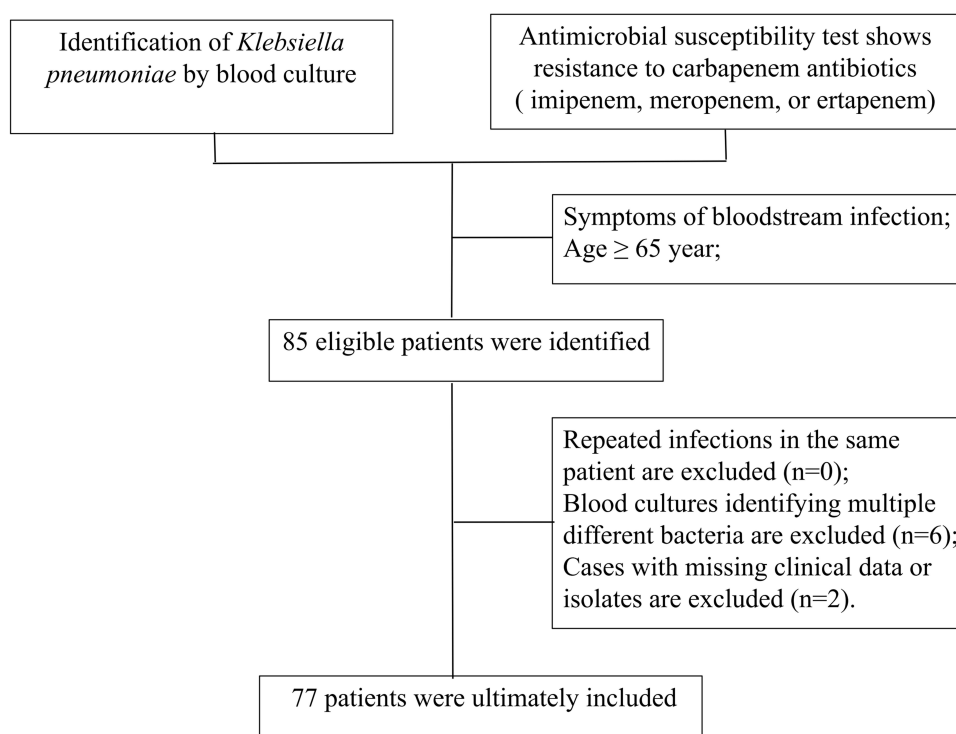 Identification of Klebsiella
pneumoniae by blood culture
Antimicrobial susceptibility test shows
resistance to carbapenem antibiotics
( imipenem, meropenem, or ertapenem)
Symptoms of bloodstream infection;
Age ≥ 65 year;
85 eligible patients were identified
Repeated infections in the same
patient are excluded (n=0);
Blood cultures identifying multiple
different bacteria are excluded (n=6);
Cases with missing clinical data or
isolates are excluded (n=2).
77 patients were ultimately included